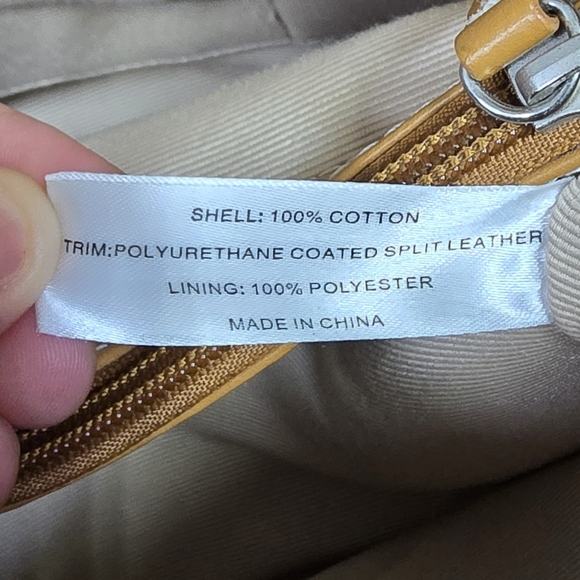 SHELL: 100% COTTON
TRIM:POLYURETHANE COATED SPLIT LEATHER
LINING: 100% POLYESTER
MADE IN CHINA